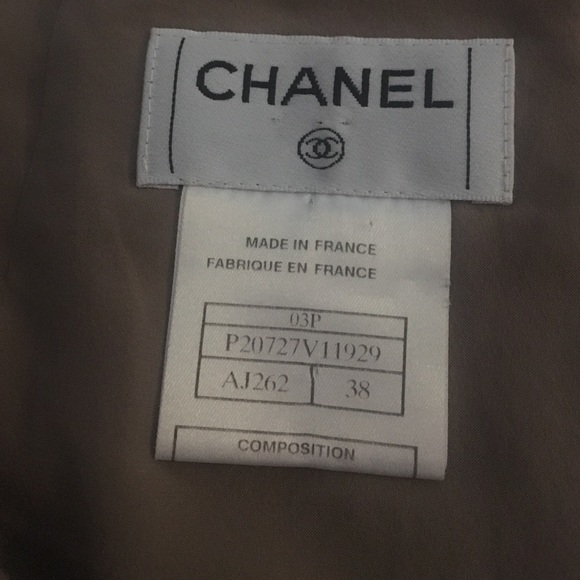 CHANEL
MADE IN FRANCE
FABRIQUE EN FRANCE
03P
P20727V11929
AJ262 38
COMPOSITION